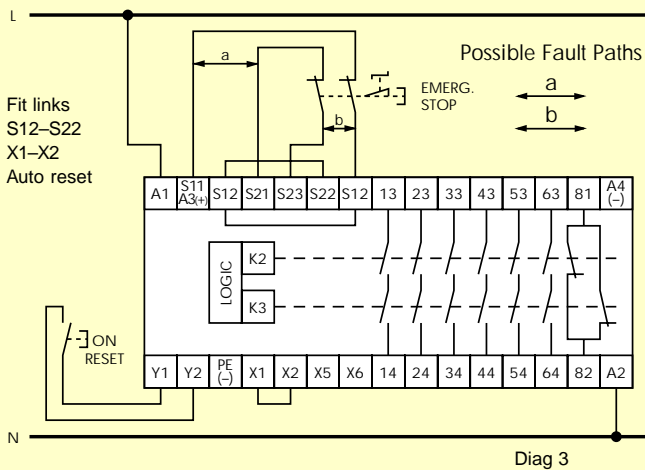 L
Possible Fault Paths
a
a
EMERG.
STOP
b
b
Fit links
S12–S22
X1–X2
Auto reset
A1 S11 A3(+) S12 S21 S23 S22 S12 13 23 33 43 53 63 81 A4 (–)
LOGIC
K2
K3
ON
RESET
Y1 Y2 PE (–) X1 X2 X5 X6 14 24 34 44 54 64 82 A2
N
Diag 3